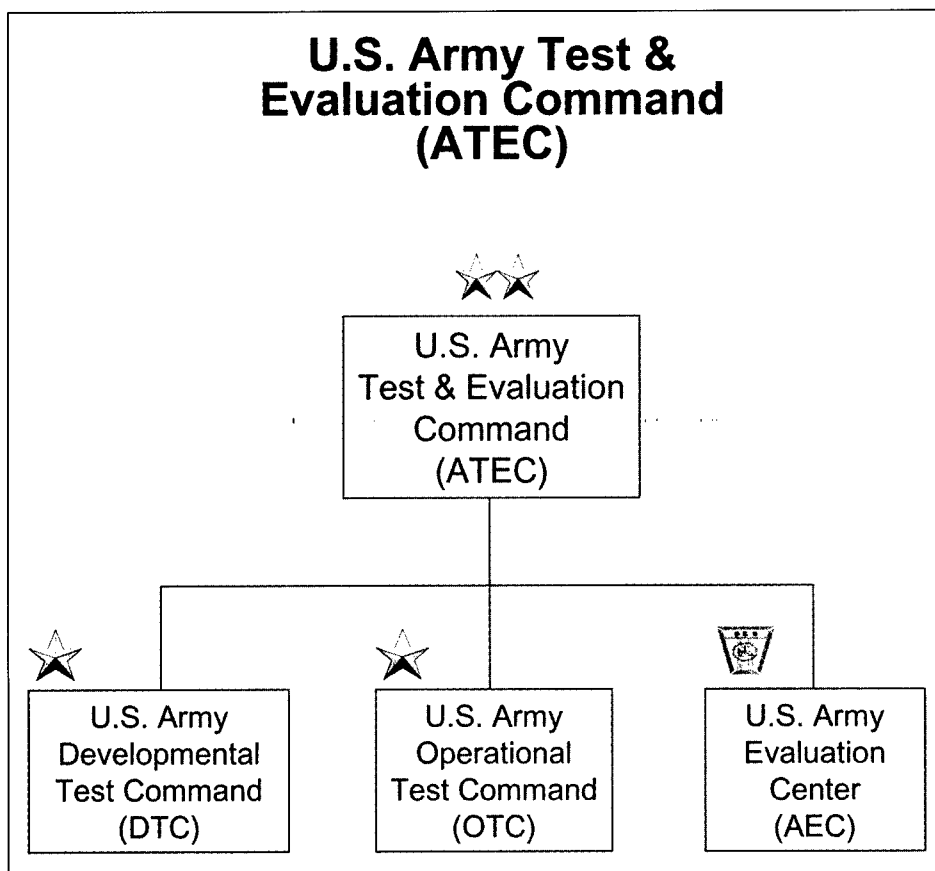 U.S. Army Test &
Evaluation Command
(ATEC)
U.S. Army
Test & Evaluation
Command
(ATEC)
U.S. Army
Developmental
Test Command
(DTC)
U.S. Army
Operational
Test Command
(OTC)
U.S. Army
Evaluation
Center
(AEC)